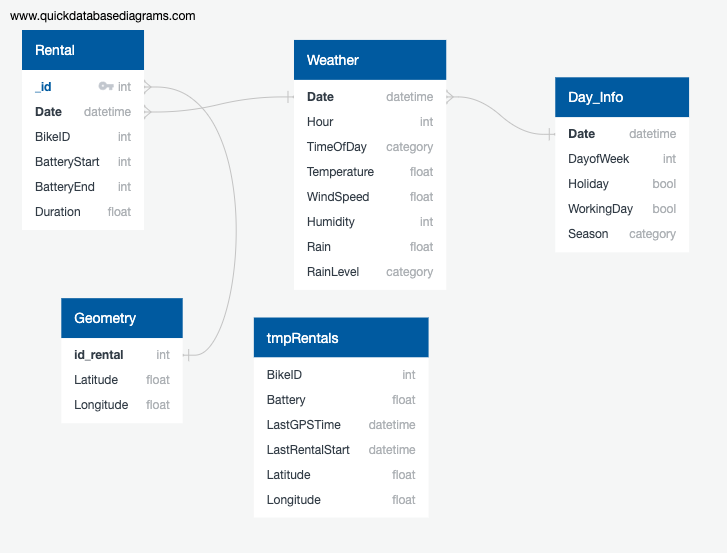 www.quickdatabasediagrams.com
Rental
_id int
Date datetime
BikeID int
BatteryStart int
BatteryEnd int
Duration float
Weather
Date datetime
Hour int
TimeOfDay category
Temperature float
WindSpeed float
Humidity int
Rain float
RainLevel category
Day_Info
Date datetime
DayofWeek int
Holiday bool
WorkingDay bool
Season category
Geometry
id_rental int
Latitude float
Longitude float
tmpRentals
BikeID int
Battery float
LastGPSTime datetime
LastRentalStart datetime
Latitude float
Longitude float